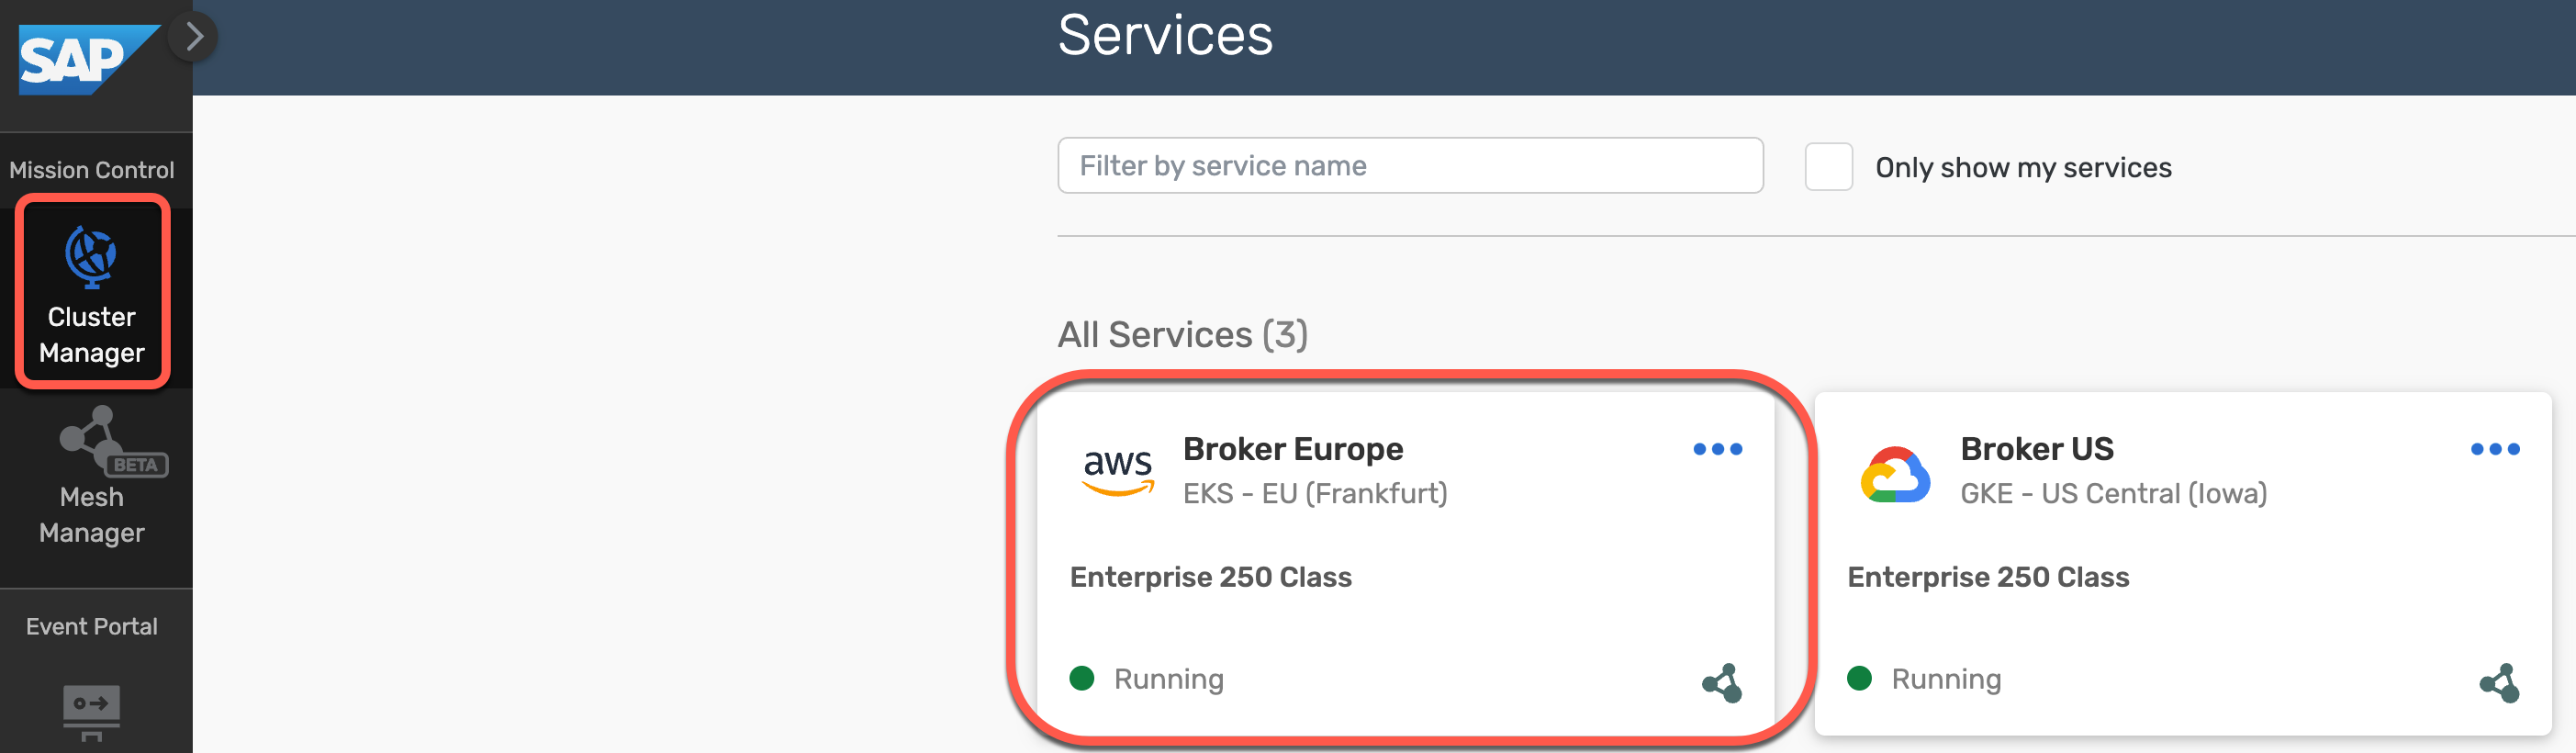 SAP
Services
Mission Control
Filter by service name
Only show my services
Cluster
Manager
All Services (3)
BETA
Mesh
Manager
aws
Broker Europe
EKS - EU (Frankfurt)
Enterprise 250 Class
Running
Broker US
GKE - US Central (Iowa)
Enterprise 250 Class
Running
Event Portal